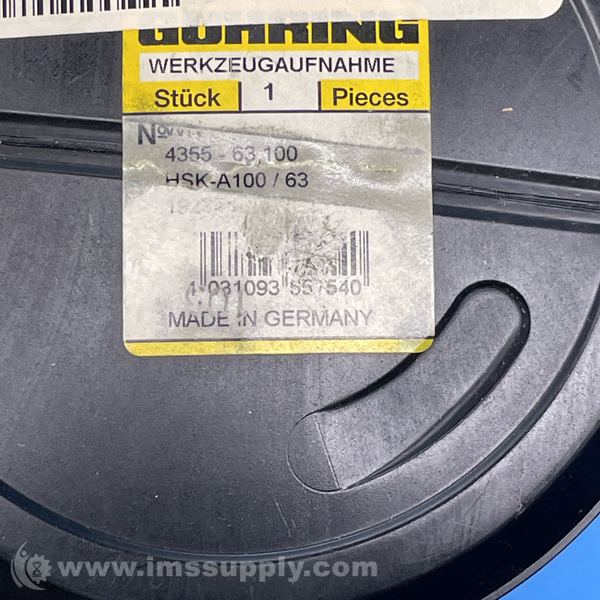 GÜHRING
WERKZEUGAUFNAHME
Stück 1 Pieces
4355 - 63,100
HSK-A100 / 63
4 031093 557540
MADE IN GERMANY
www.imssupply.com